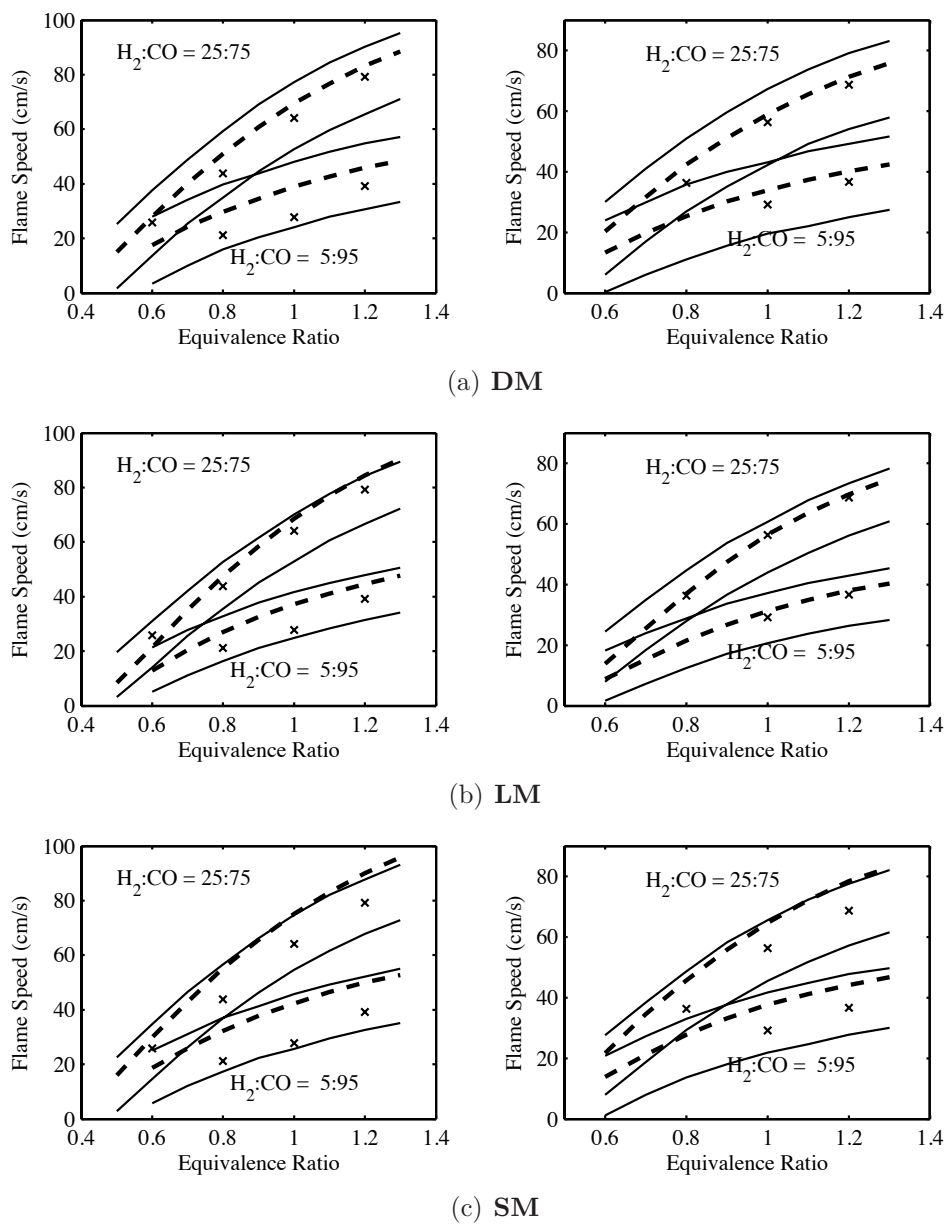 100
80
60
40
20
0
Flame Speed (cm/s)
H2:CO = 25:75
H2:CO = 5:95
0.4 0.6 0.8 1 1.2 1.4
Equivalence Ratio
80
60
40
20
0
Flame Speed (cm/s)
H2:CO = 25:75
H2:CO = 5:95
0.6 0.8 1 1.2 1.4
Equivalence Ratio
(a) DM
100
80
60
40
20
0
Flame Speed (cm/s)
H2:CO = 25:75
H2:CO = 5:95
0.4 0.6 0.8 1 1.2 1.4
Equivalence Ratio
80
60
40
20
0
Flame Speed (cm/s)
H2:CO = 25:75
H2:CO = 5:95
0.6 0.8 1 1.2 1.4
Equivalence Ratio
(b) LM
100
80
60
40
20
0
Flame Speed (cm/s)
H2:CO = 25:75
H2:CO = 5:95
0.4 0.6 0.8 1 1.2 1.4
Equivalence Ratio
80
60
40
20
0
Flame Speed (cm/s)
H2:CO = 25:75
H2:CO = 5:95
0.6 0.8 1 1.2 1.4
Equivalence Ratio
(c) SM